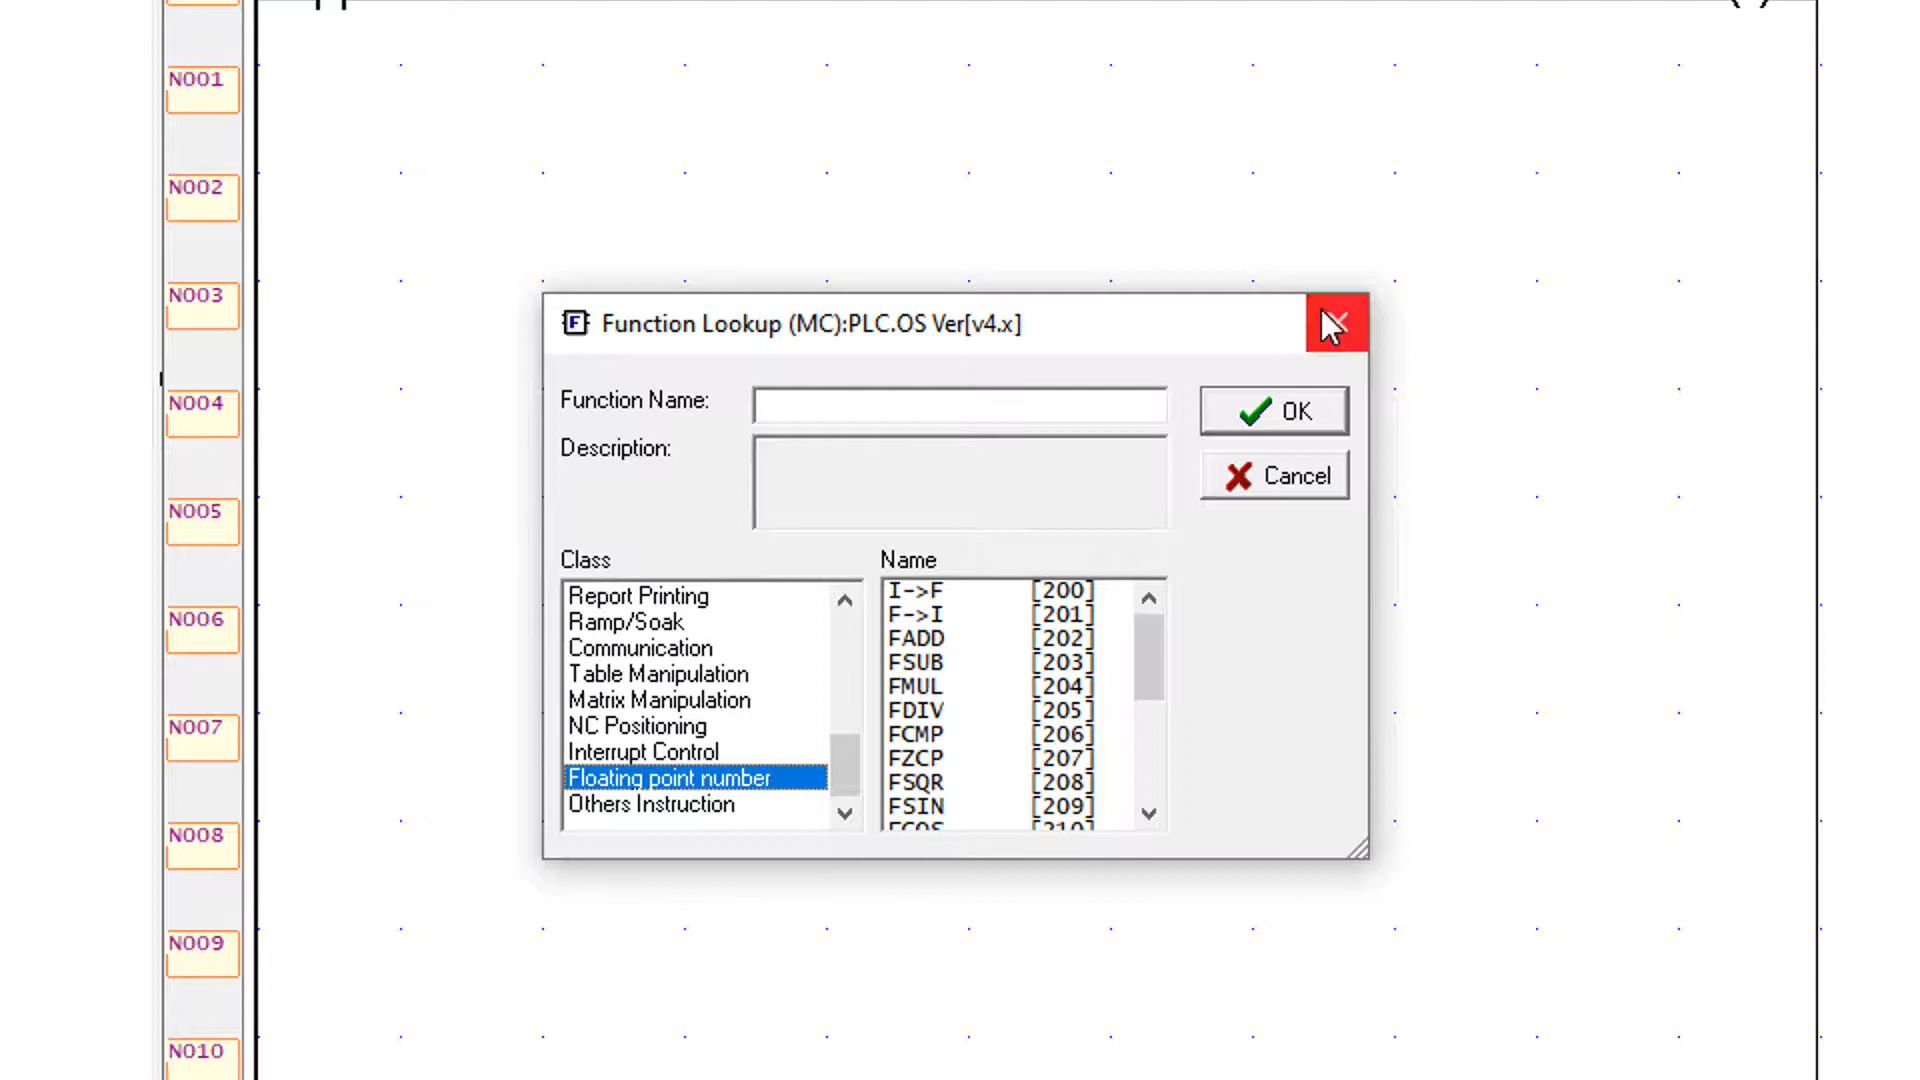 N001
N002
N003
N004
N005
N006
N007
N008
N009
N010
F Function Lookup (MC):PLC.OS Ver[v4.x]
Function Name:
OK
Description:
Cancel
Class
Report Printing
Ramp/Soak
Communication
Table Manipulation
Matrix Manipulation
NC Positioning
Interrupt Control
Floating point number
Others Instruction
Name
I->F [200]
F->I [201]
FADD [202]
FSUB [203]
FMUL [204]
FDIV [205]
FCMP [206]
FZCP [207]
FSQR [208]
FSIN [209]
FCOS [210]